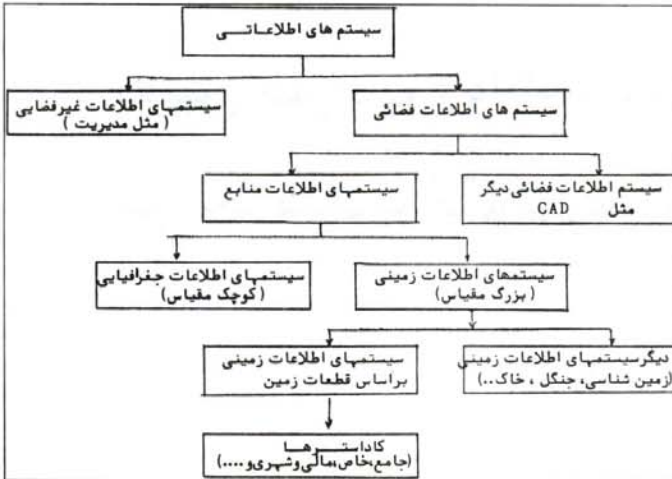 سیستم های اطلاعـاتــی
سیستم های اطلاعات فضائی
سیستمهای اطلاعات غیرفضایی
(مثل مدیریت)
سیستم اطلاعات فضائی دیگر
مثل CAD
سیستمهای اطلاعات منابع
سیستمهای اطلاعات زمینی
(بزرگ مقیاس)
سیستمهای اطلاعات جغرافیایی
(کوچک مقیاس)
دیگرسیستمهای اطلاعات زمینی
(زمین شناسی، جنگل ، خاک..)
سیستمهای اطلاعات زمینی
براساس قطعات زمین
کاداستـــرهـا
(جامع،خاص،مالی وشهری و....)